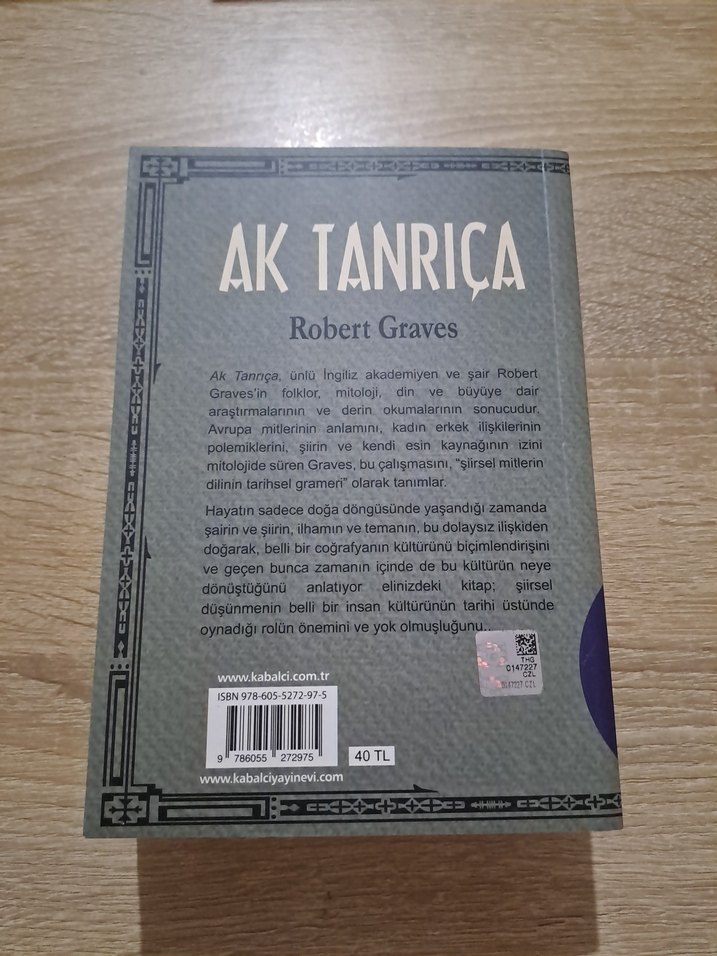 AK TANRIÇA
Robert Graves
Ak Tanrıça, ünlü İngiliz akademiyen ve şair Robert
Graves'in folklor, mitoloji, din ve büyüye dair
araştırmalarının ve derin okumalarının sonucudur.
Avrupa mitlerinin anlamını, kadın erkek ilişkilerinin
polemiklerini, şiirin ve kendi esin kaynağının izini
mitolojide süren Graves, bu çalışmasını, "şiirsel mitlerin
dilinin tarihsel grameri" olarak tanımlar.
Hayatın sadece doğa döngüsünde yaşandığı zamanda
şairin ve şiirin, ilhamın ve temanın, bu dolaysız ilişkiden
doğarak, belli bir coğrafyanın kültürünü biçimlendirişini
ve geçen bunca zamanın içinde de bu kültürün neye
dönüştüğünü anlatıyor elinizdeki kitap; şiirsel
düşünmenin belli bir insan kültürünün tarihi üstünde
oynadığı rolün önemini ve yok olmuşluğunu...
THG
0147227
CZL
0147227 CZL
www.kabalci.com.tr
ISBN 978-605-5272-97-5
9 786055 272975
40 TL
www.kabalciyayinevi.com